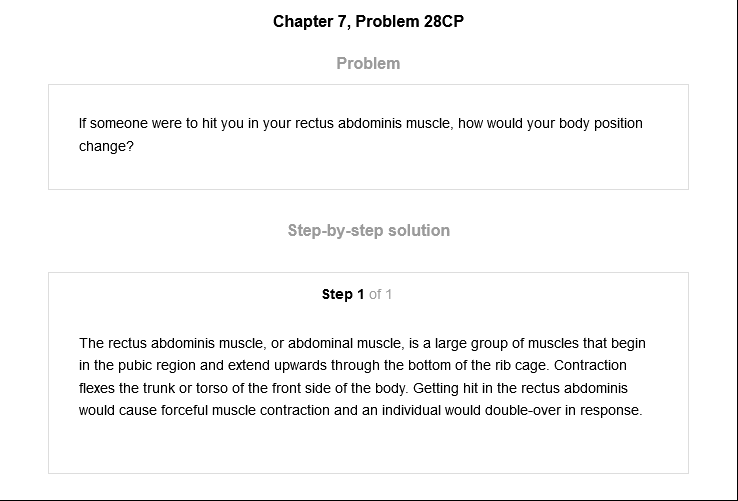 Chapter 7, Problem 28CP
Problem
If someone were to hit you in your rectus abdominis muscle, how would your body position
change?
Step-by-step solution
Step 1 of 1
The rectus abdominis muscle, or abdominal muscle, is a large group of muscles that begin
in the pubic region and extend upwards through the bottom of the rib cage. Contraction
flexes the trunk or torso of the front side of the body. Getting hit in the rectus abdominis
would cause forceful muscle contraction and an individual would double-over in response.